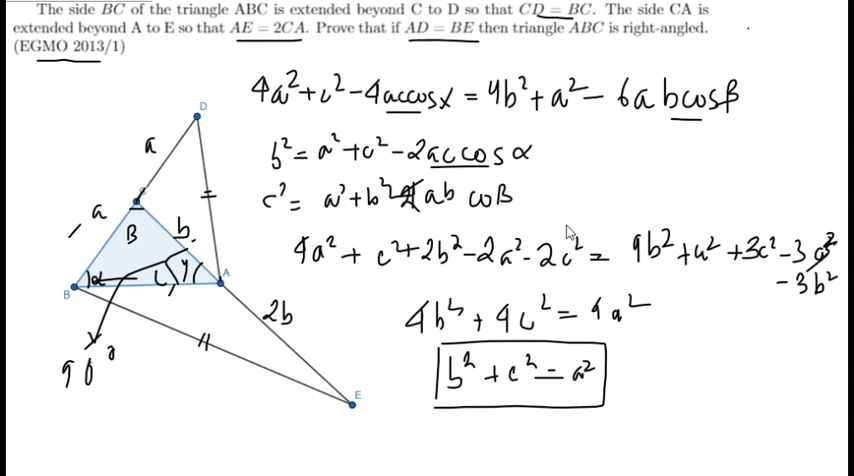 The side BC of the triangle ABC is extended beyond C to D so that CD = BC. The side CA is
extended beyond A to E so that AE = 2CA. Prove that if AD = BE then triangle ABC is right-angled.
(EGMO 2013/1)
4a²+c²-4accosα = 4b²+a²- 6abcosβ
b² = a²+c²-2accosα
c² = a²+b²-2ab cosβ
4a² + c²+2b²-2a²-2c² = 9b²+a²+3c²-3a²
-3b²
4b²+4c² = 4a²
b²+c² = a²
D
a
a
B
b
α
γ
A
B
2b
90°
E